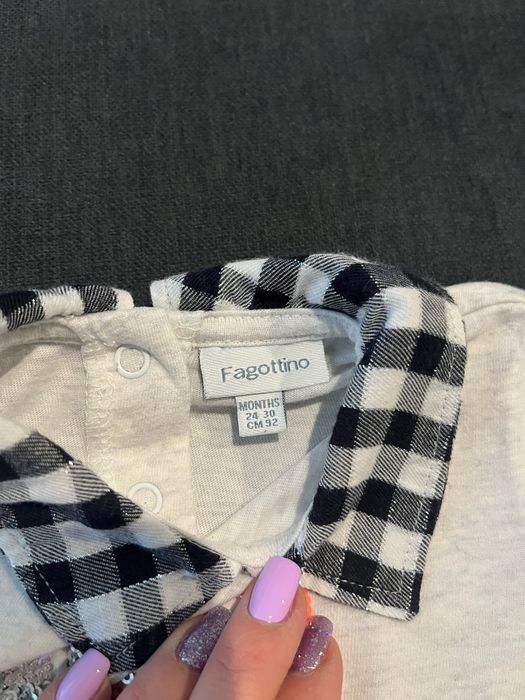 Fagottino
MONTHS
24 30
CM 92